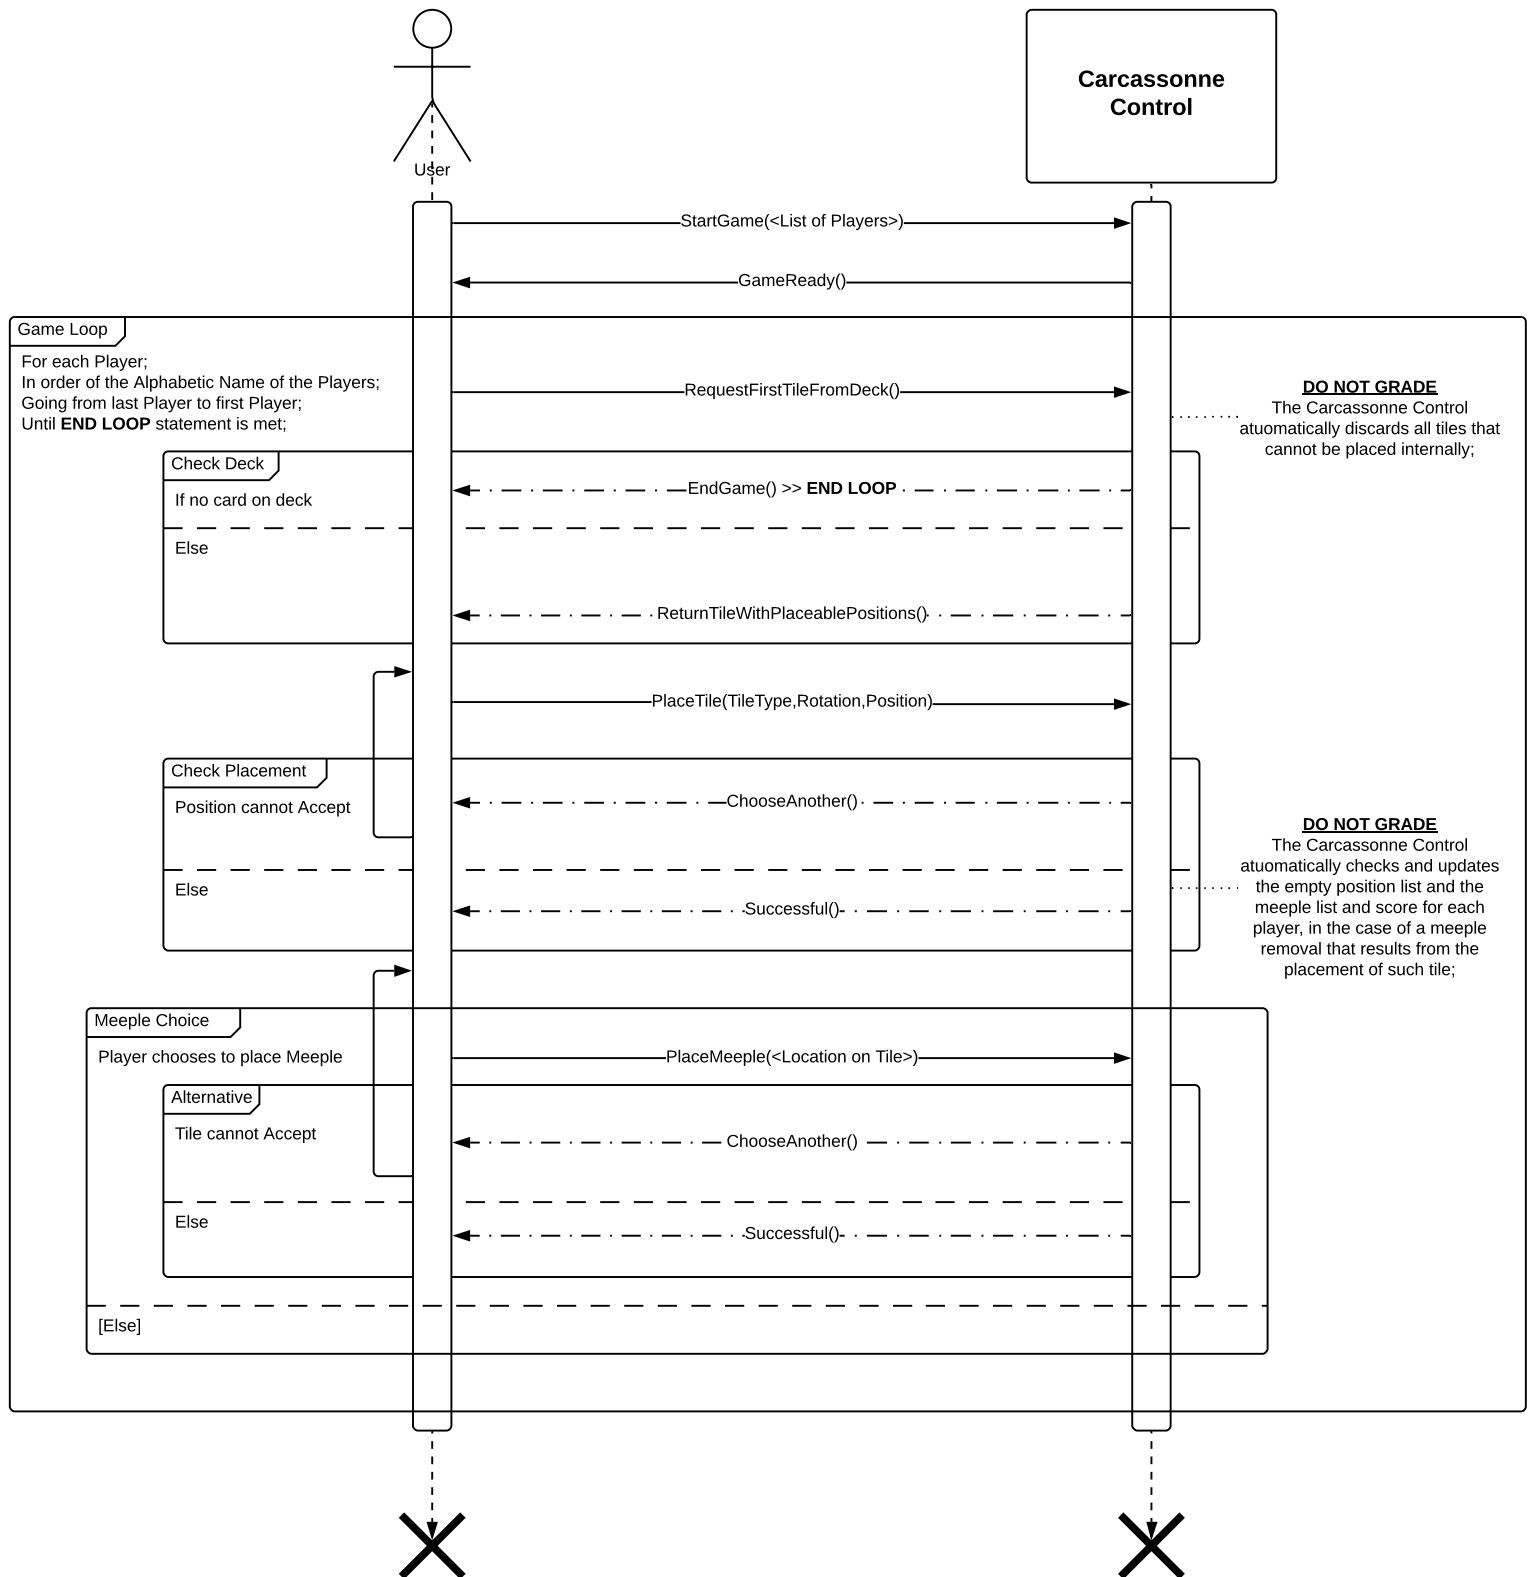 Carcassonne
Control
User
StartGame(<List of Players>)
GameReady()
Game Loop
For each Player;
In order of the Alphabetic Name of the Players;
Going from last Player to first Player;
Until END LOOP statement is met;
RequestFirstTileFromDeck()
DO NOT GRADE
The Carcassonne Control
atuomatically discards all tiles that
cannot be placed internally;
Check Deck
If no card on deck
EndGame() >> END LOOP
Else
ReturnTileWithPlaceablePositions()
PlaceTile(TileType,Rotation,Position)
Check Placement
Position cannot Accept
ChooseAnother()
Else
Successful()
DO NOT GRADE
The Carcassonne Control
atuomatically checks and updates
the empty position list and the
meeple list and score for each
player, in the case of a meeple
removal that results from the
placement of such tile;
Meeple Choice
Player chooses to place Meeple
PlaceMeeple(<Location on Tile>)
Alternative
Tile cannot Accept
ChooseAnother()
Else
Successful()
[Else]